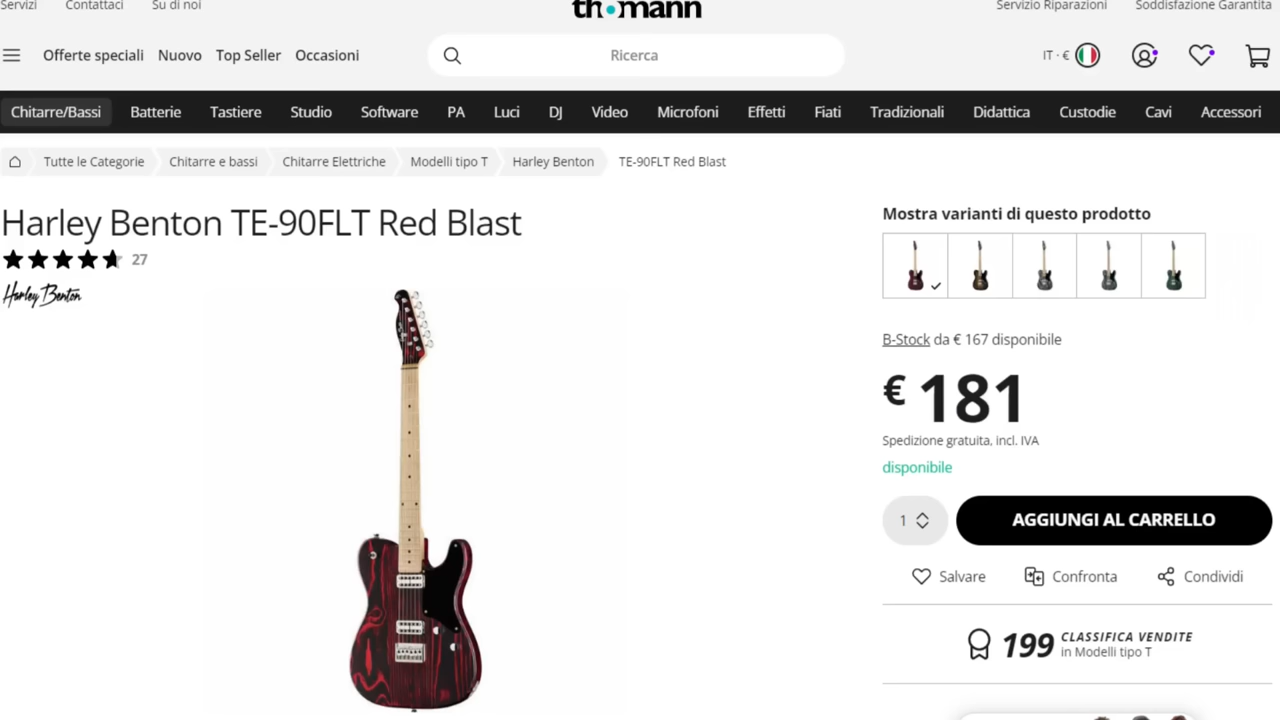 Servizi Contattaci Su di noi
thomann
Servizio Riparazioni Soddisfazione Garantita
Offerte speciali Nuovo Top Seller Occasioni
Ricerca
IT · €
Chitarre/Bassi Batterie Tastiere Studio Software PA Luci DJ Video Microfoni Effetti Fiati Tradizionali Didattica Custodie Cavi Accessori
Tutte le Categorie Chitarre e bassi Chitarre Elettriche Modelli tipo T Harley Benton TE-90FLT Red Blast
Harley Benton TE-90FLT Red Blast
27
Harley Benton
Mostra varianti di questo prodotto
B-Stock da € 167 disponibile
€ 181
Spedizione gratuita, incl. IVA
disponibile
1
AGGIUNGI AL CARRELLO
Salvare Confronta Condividi
199 CLASSIFICA VENDITE
in Modelli tipo T